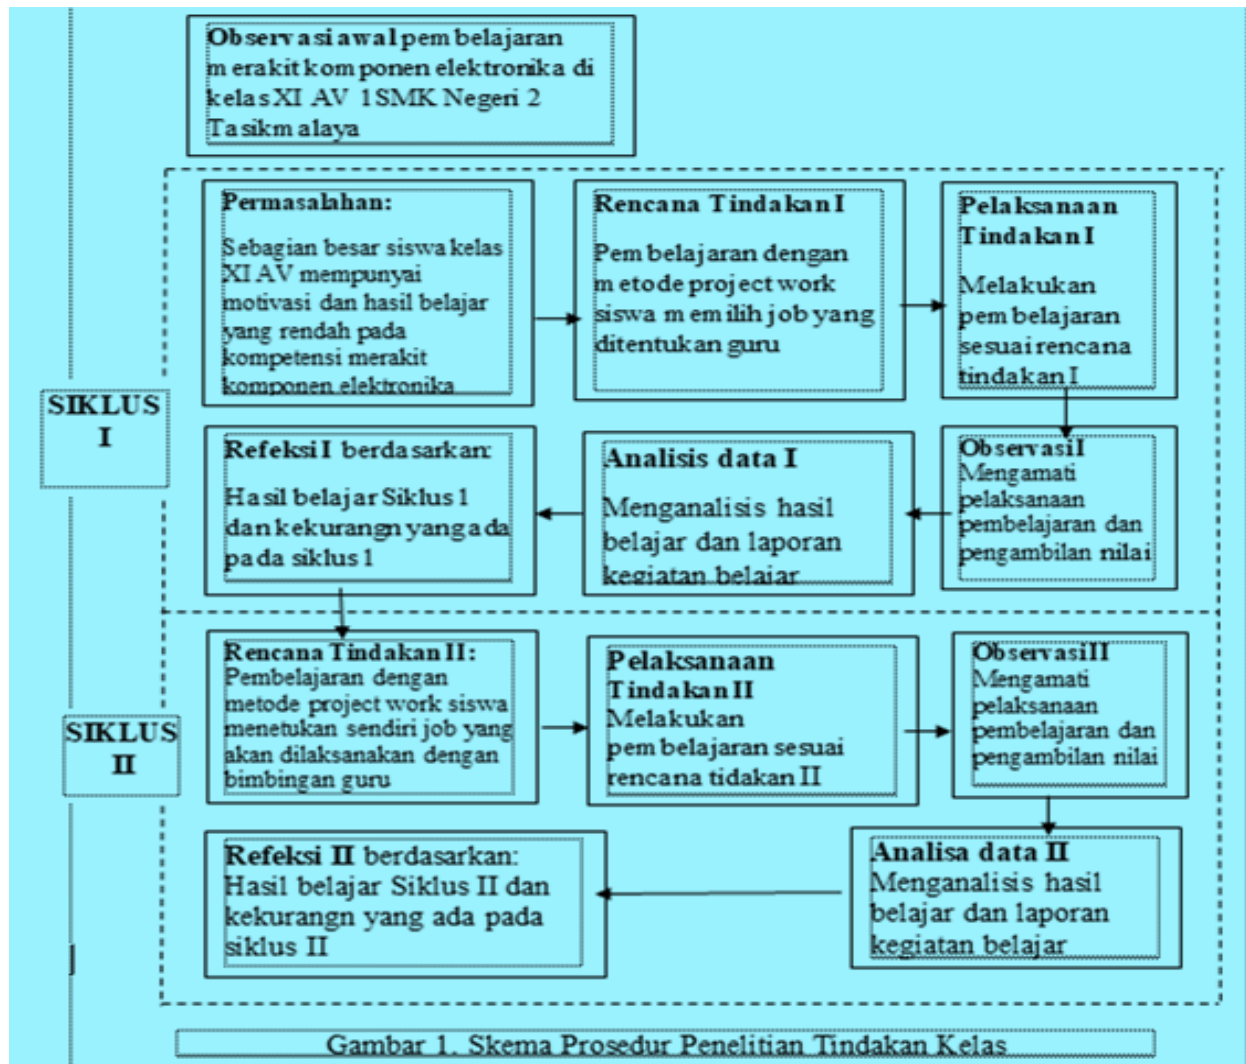 Observasi awal pembelajaran
merakit komponen elektronika di
kelas XI AV 1 SMK Negeri 2
Tasikmalaya
SIKLUS
I
Permasalahan:
Sebagian besar siswa kelas
XI AV mempunyai
motivasi dan hasil belajar
yang rendah pada
kompetensi merakit
komponen elektronika
Rencana Tindakan I
Pembelajaran dengan
metode project work
siswa memilih job yang
ditentukan guru
Pelaksanaan
Tindakan I
Melakukan
pembelajaran
sesuai rencana
tindakan I
Observasi I
Mengamati
pelaksanaan
pembelajaran dan
pengambilan nilai
Analisis data I
Menganalisis hasil
belajar dan laporan
kegiatan belajar
Refeksi I berdasarkan:
Hasil belajar Siklus 1
dan kekurangn yang ada
pada siklus 1
SIKLUS
II
Rencana Tindakan II:
Pembelajaran dengan
metode project work siswa
menetukan sendiri job yang
akan dilaksanakan dengan
bimbingan guru
Pelaksanaan
Tindakan II
Melakukan
pembelajaran sesuai
rencana tidakan II
Observasi II
Mengamati
pelaksanaan
pembelajaran dan
pengambilan nilai
Analisa data II
Menganalisis hasil
belajar dan laporan
kegiatan belajar
Refeksi II berdasarkan:
Hasil belajar Siklus II dan
kekurangn yang ada pada
siklus II
Gambar 1. Skema Prosedur Penelitian Tindakan Kelas